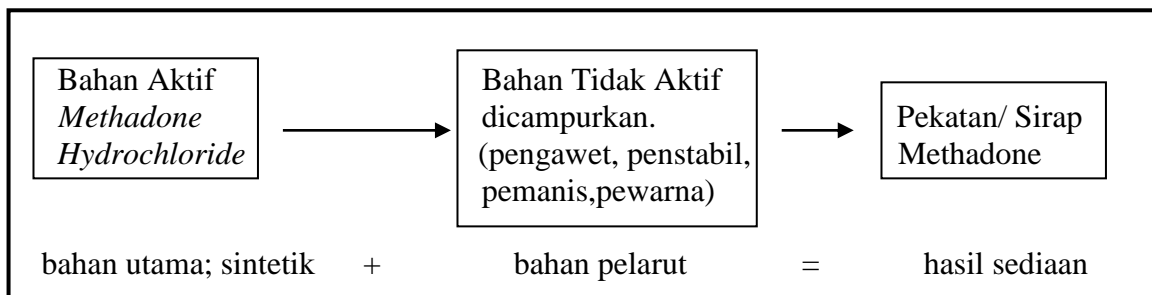 Bahan Aktif
Methadone
Hydrochloride
Bahan Tidak Aktif
dicampurkan.
(pengawet, penstabil,
pemanis,pewarna)
Pekatan/ Sirap
Methadone
bahan utama; sintetik + bahan pelarut = hasil sediaan